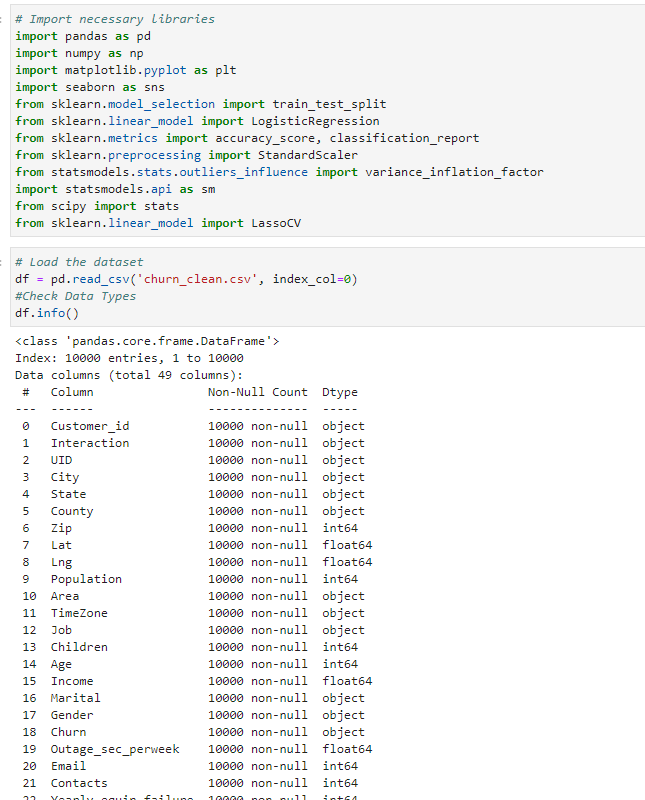 # Import necessary libraries
import pandas as pd
import numpy as np
import matplotlib.pyplot as plt
import seaborn as sns
from sklearn.model_selection import train_test_split
from sklearn.linear_model import LogisticRegression
from sklearn.metrics import accuracy_score, classification_report
from sklearn.preprocessing import StandardScaler
from statsmodels.stats.outliers_influence import variance_inflation_factor
import statsmodels.api as sm
from scipy import stats
from sklearn.linear_model import LassoCV
# Load the dataset
df = pd.read_csv('churn_clean.csv', index_col=0)
#Check Data Types
df.info()
<class 'pandas.core.frame.DataFrame'>
Index: 10000 entries, 1 to 10000
Data columns (total 49 columns):
 #   Column                Non-Null Count  Dtype
---  ------                --------------  -----
 0   Customer_id           10000 non-null  object
 1   Interaction           10000 non-null  object
 2   UID                   10000 non-null  object
 3   City                  10000 non-null  object
 4   State                 10000 non-null  object
 5   County                10000 non-null  object
 6   Zip                   10000 non-null  int64
 7   Lat                   10000 non-null  float64
 8   Lng                   10000 non-null  float64
 9   Population            10000 non-null  int64
 10  Area                  10000 non-null  object
 11  TimeZone              10000 non-null  object
 12  Job                   10000 non-null  object
 13  Children              10000 non-null  int64
 14  Age                   10000 non-null  int64
 15  Income                10000 non-null  float64
 16  Marital               10000 non-null  object
 17  Gender                10000 non-null  object
 18  Churn                 10000 non-null  object
 19  Outage_sec_perweek    10000 non-null  float64
 20  Email                 10000 non-null  int64
 21  Contacts              10000 non-null  int64
 22  Yearly_equip_failure  10000 non-null  int64